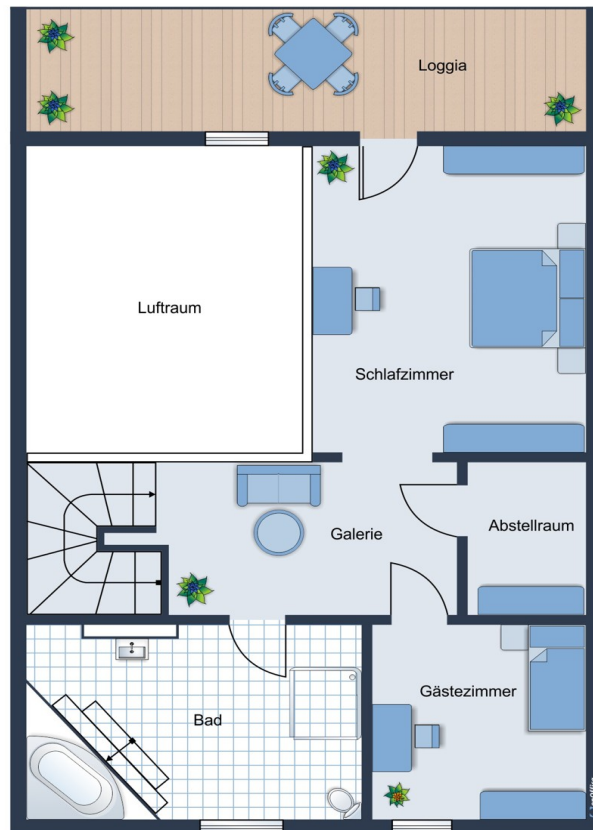 Loggia
Luftraum
Schlafzimmer
Galerie
Abstellraum
Gästezimmer
Bad